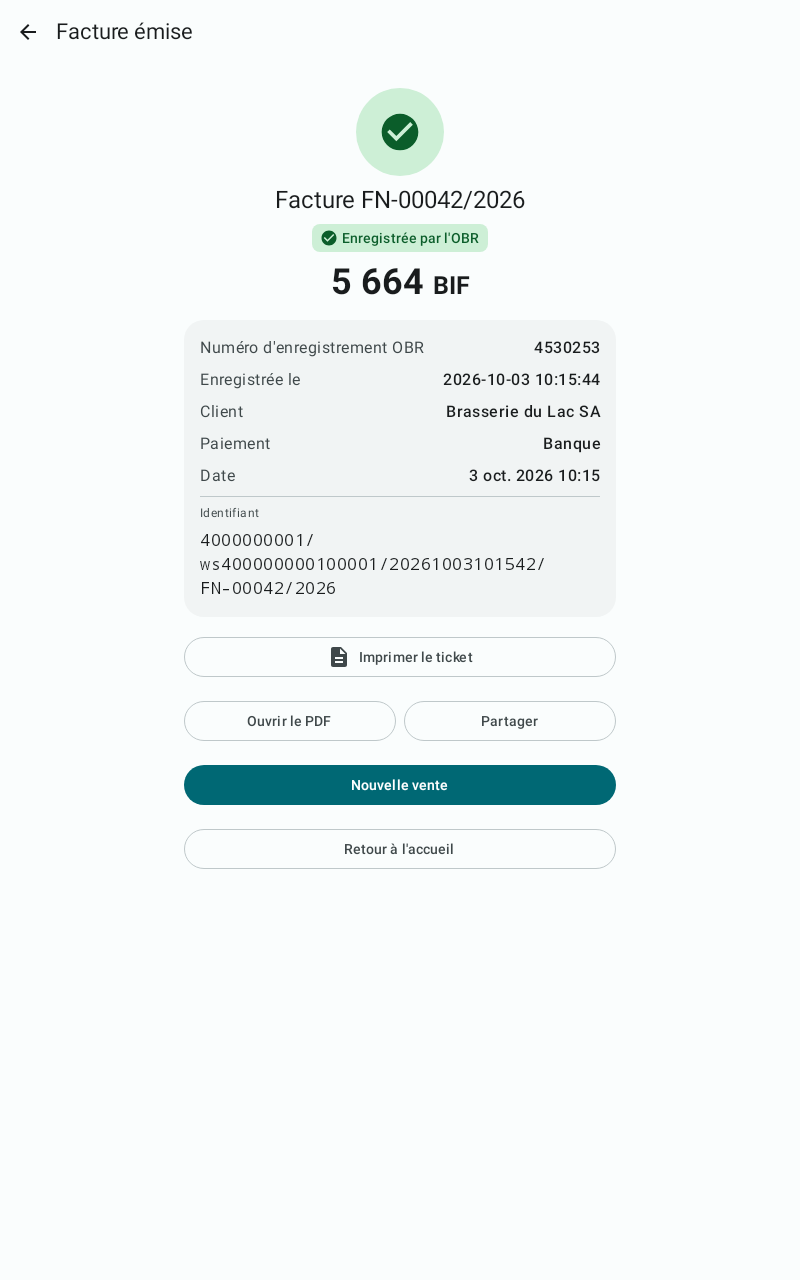 Facture émise
Facture FN-00042/2026
Enregistrée par l'OBR
5 664 BIF
Numéro d'enregistrement OBR 4530253
Enregistrée le 2026-10-03 10:15:44
Client Brasserie du Lac SA
Paiement Banque
Date 3 oct. 2026 10:15
Identifiant
4000000001/
ws400000000100001/20261003101542/
FN-00042/2026
Imprimer le ticket
Ouvrir le PDF Partager
Nouvelle vente
Retour à l'accueil